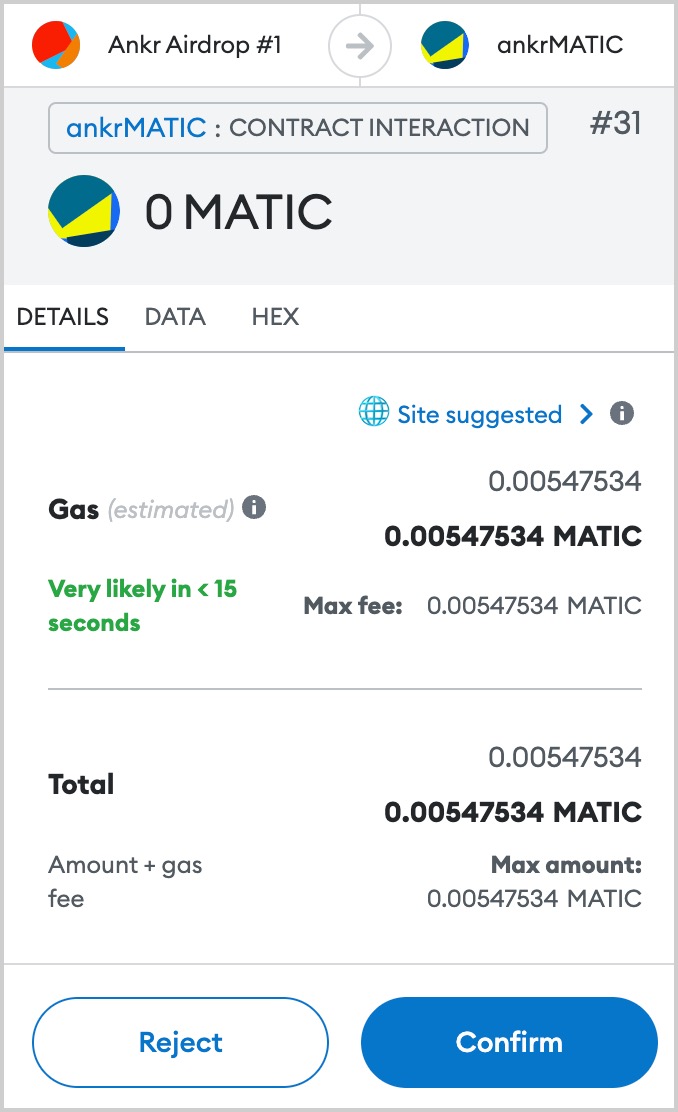 Ankr Airdrop #1
ankrMATIC
ankrMATIC : CONTRACT INTERACTION
#31
0 MATIC
DETAILS
DATA
HEX
Site suggested
Gas (estimated)
0.00547534
0.00547534 MATIC
Very likely in < 15
seconds
Max fee: 0.00547534 MATIC
Total
0.00547534
0.00547534 MATIC
Amount + gas
fee
Max amount:
0.00547534 MATIC
Reject
Confirm